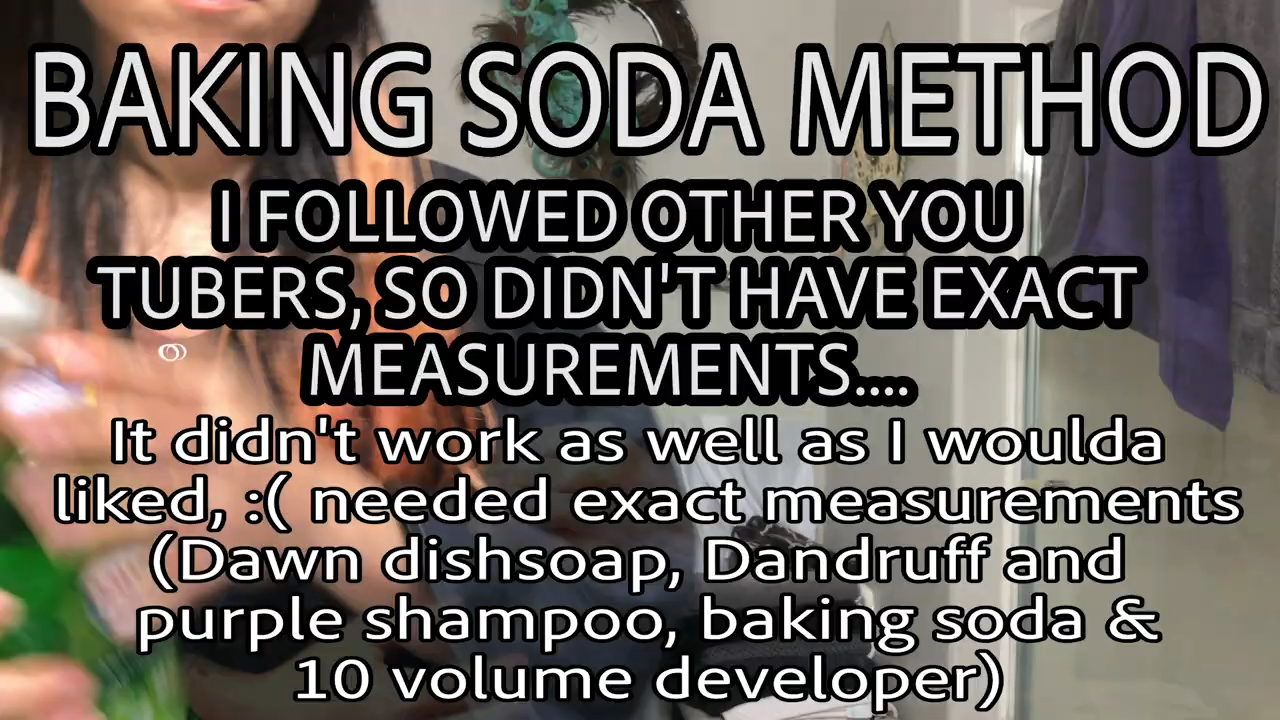 BAKING SODA METHOD
I FOLLOWED OTHER YOU
TUBERS, SO DIDN'T HAVE EXACT
MEASUREMENTS....
It didn't work as well as I woulda
liked, :( needed exact measurements
(Dawn dishsoap, Dandruff and
purple shampoo, baking soda &
10 volume developer)